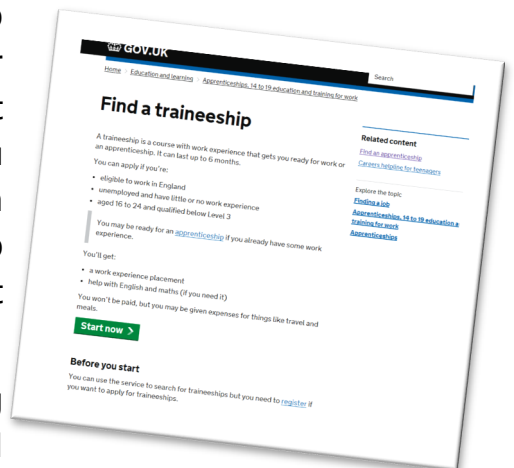 GOV.UK
Search
Home
Education and learning
Apprenticeships, 14 to 19 education and training for work
Find a traineeship
A traineeship is a course with work experience that gets you ready for work or
an apprenticeship. It can last up to 6 months.
You can apply if you're:
• eligible to work in England
• unemployed and have little or no work experience
• aged 16 to 24 and qualified below Level 3
You may be ready for an apprenticeship if you already have some work
experience.
You'll get:
• a work experience placement
• help with English and maths (if you need it)
You won't be paid, but you may be given expenses for things like travel and
meals.
Start now >
Before you start
You can use the service to search for traineeships but you need to register if
you want to apply for traineeships.
Related content
Find an apprenticeship
Careers helpline for teenagers
Explore the topic
Finding a job
Apprenticeships, 14 to 19 education a
training for work
Apprenticeships